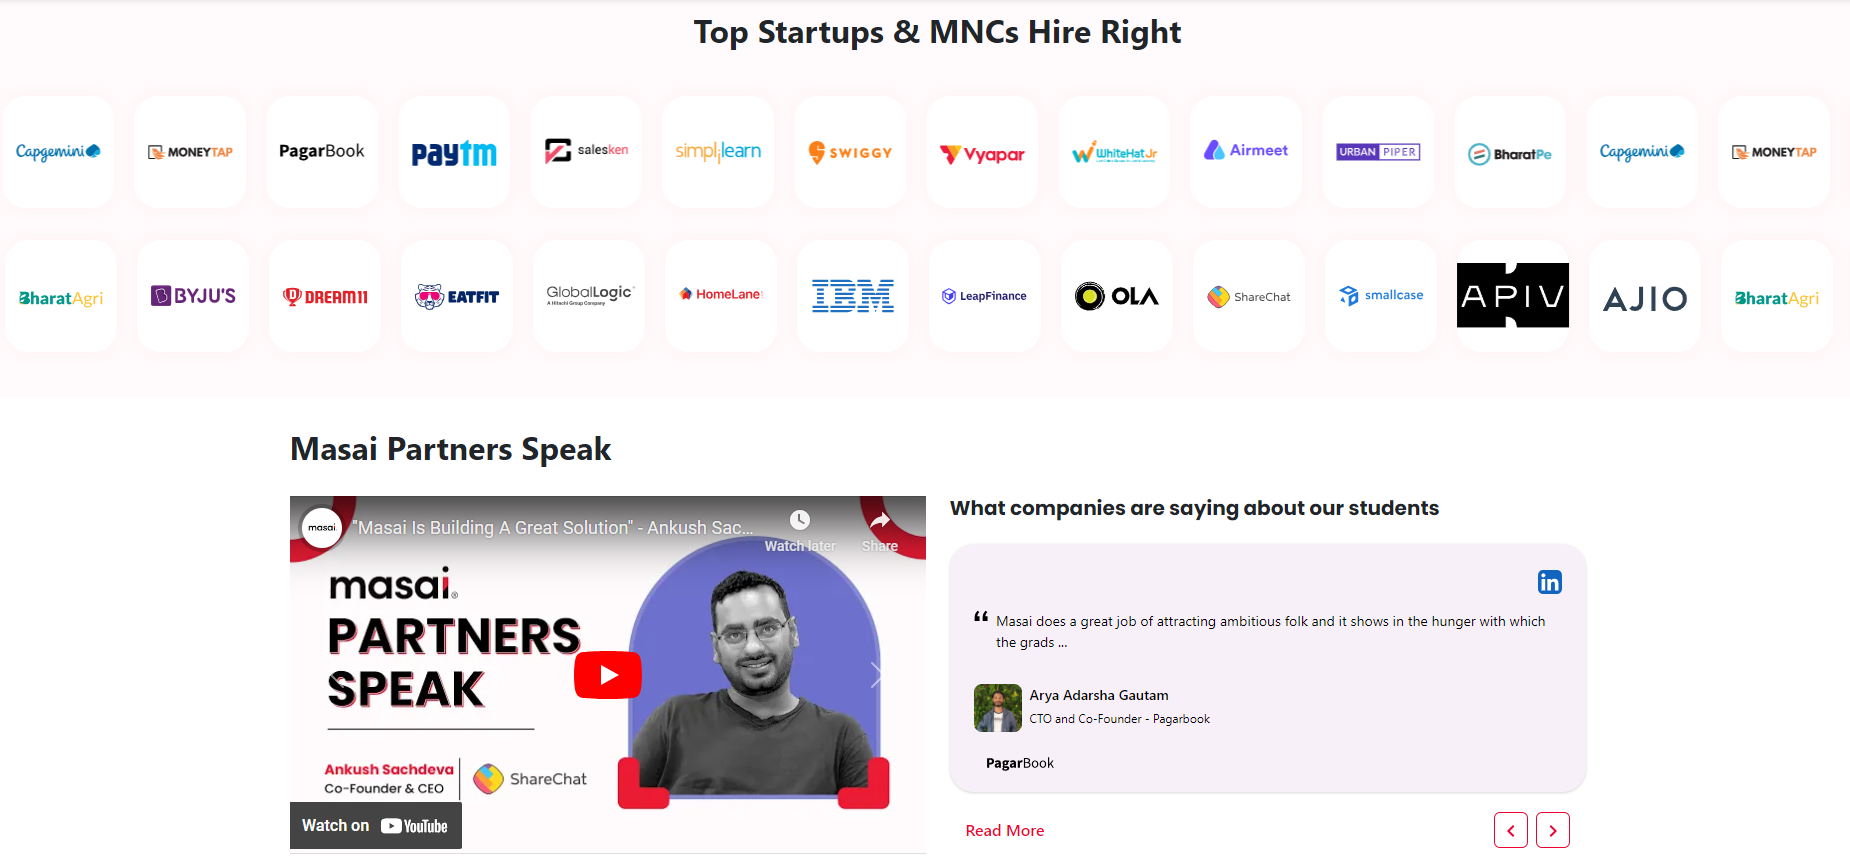 Top Startups & MNCs Hire Right
Capgemini
MONEYTAP
PagarBook
paytm
salesken
simplilearn
SWIGGY
Vyapar
WhiteHat Jr
Airmeet
URBAN PIPER
BharatPe
Capgemini
MONEYTAP
BharatAgri
BYJU'S
DREAM11
EATFIT
GlobalLogic
A Hitachi Group Company
HomeLane
IBM
LeapFinance
OLA
ShareChat
smallcase
APIV
AJIO
BharatAgri
Masai Partners Speak
masai.
"Masai Is Building A Great Solution" - Ankush Sac...
Watch later
Share
masai.
PARTNERS
SPEAK
Ankush Sachdeva
Co-Founder & CEO
ShareChat
Watch on YouTube
What companies are saying about our students
in
“ Masai does a great job of attracting ambitious folk and it shows in the hunger with which
the grads ...
Arya Adarsha Gautam
CTO and Co-Founder - Pagarbook
PagarBook
Read More